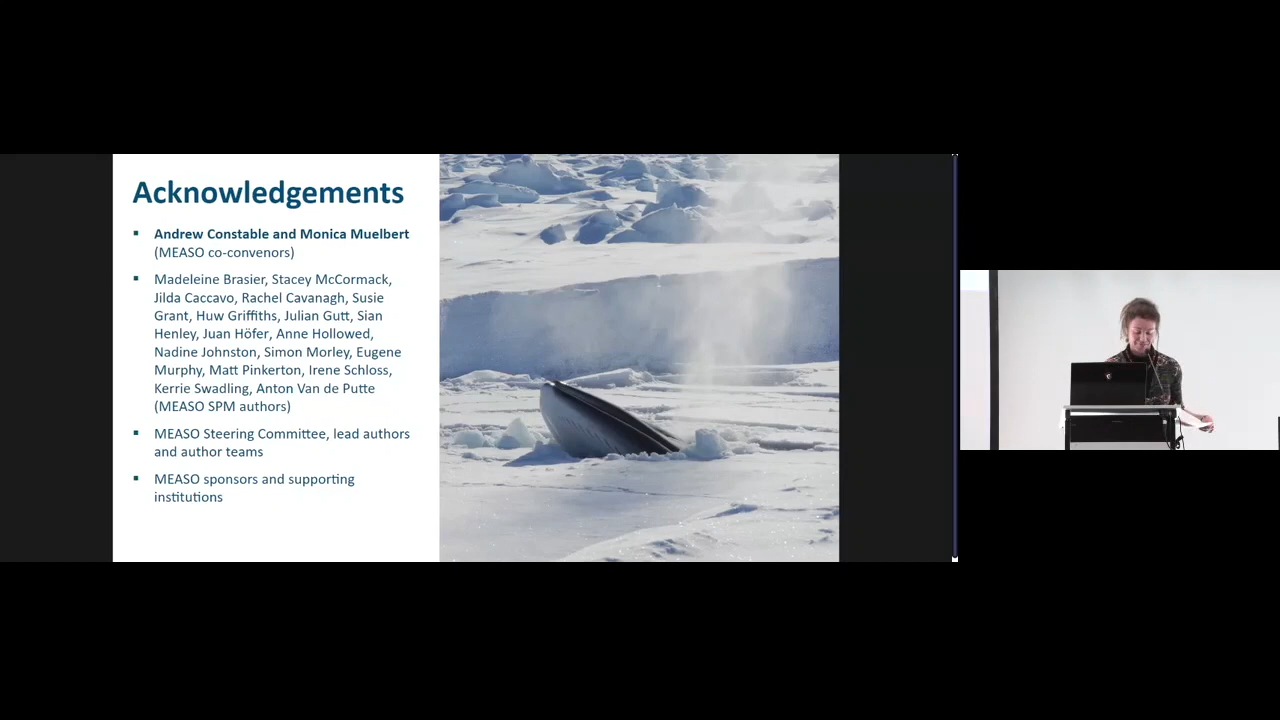 Acknowledgements
▪ Andrew Constable and Monica Muelbert
(MEASO co-convenors)
▪ Madeleine Brasier, Stacey McCormack,
Jilda Caccavo, Rachel Cavanagh, Susie
Grant, Huw Griffiths, Julian Gutt, Sian
Henley, Juan Höfer, Anne Hollowed,
Nadine Johnston, Simon Morley, Eugene
Murphy, Matt Pinkerton, Irene Schloss,
Kerrie Swadling, Anton Van de Putte
(MEASO SPM authors)
▪ MEASO Steering Committee, lead authors
and author teams
▪ MEASO sponsors and supporting
institutions